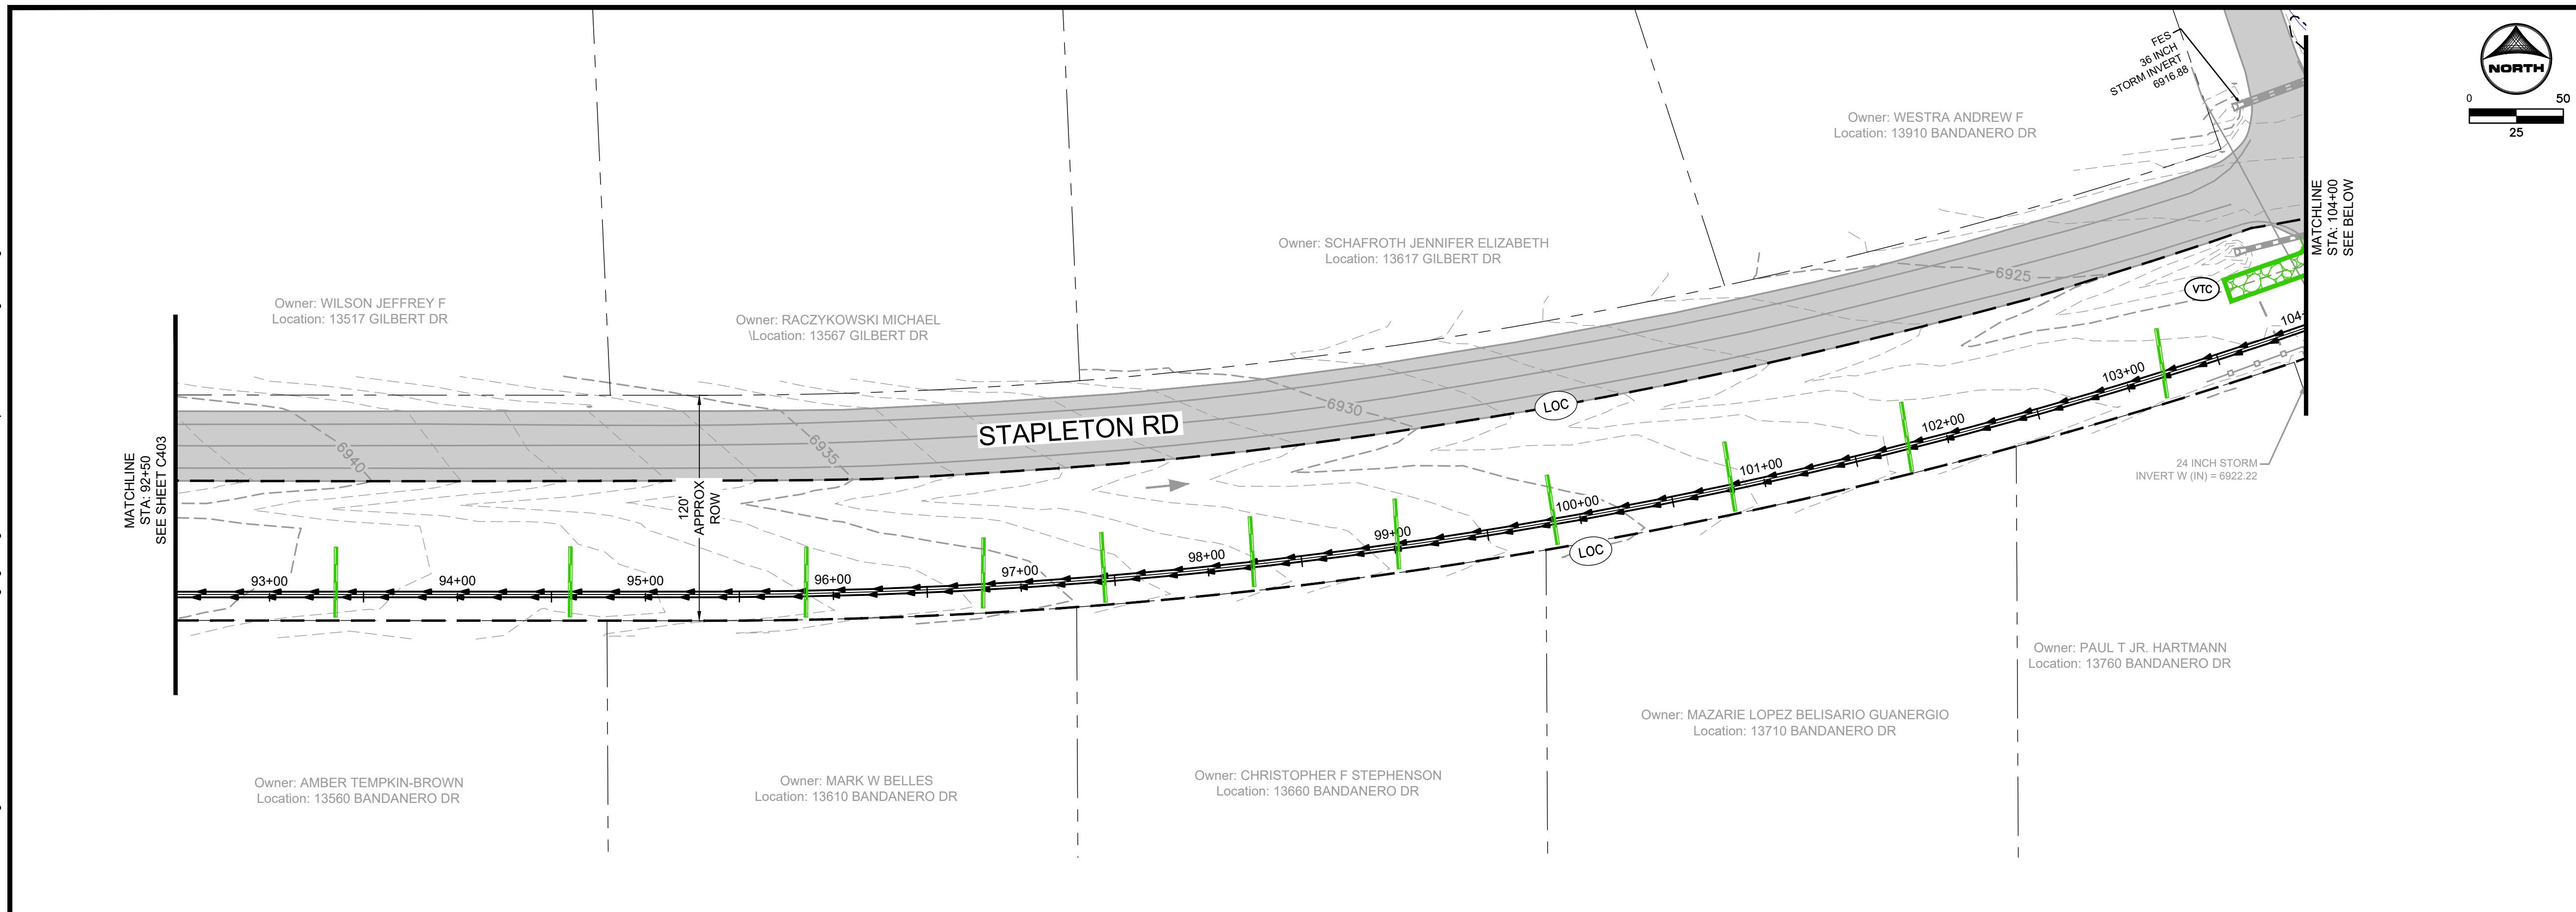 FES
36 INCH
STORM INVERT
6916.88
NORTH
0 50
25
Owner: WESTRA ANDREW F
Location: 13910 BANDANERO DR
MATCHLINE
STA: 104+00
SEE BELOW
Owner: SCHAFROTH JENNIFER ELIZABETH
Location: 13617 GILBERT DR
6925
VTC
Owner: WILSON JEFFREY F
Location: 13517 GILBERT DR
Owner: RACZYKOWSKI MICHAEL
\Location: 13567 GILBERT DR
104+
103+00
6930
LOC
STAPLETON RD
102+00
6940
6935
MATCHLINE
STA: 92+50
SEE SHEET C403
120'
APPROX
ROW
101+00
24 INCH STORM
INVERT W (IN) = 6922.22
100+00
99+00
LOC
98+00
97+00
96+00
95+00
94+00
93+00
Owner: PAUL T JR. HARTMANN
Location: 13760 BANDANERO DR
Owner: MAZARIE LOPEZ BELISARIO GUANERGIO
Location: 13710 BANDANERO DR
Owner: AMBER TEMPKIN-BROWN
Location: 13560 BANDANERO DR
Owner: MARK W BELLES
Location: 13610 BANDANERO DR
Owner: CHRISTOPHER F STEPHENSON
Location: 13660 BANDANERO DR